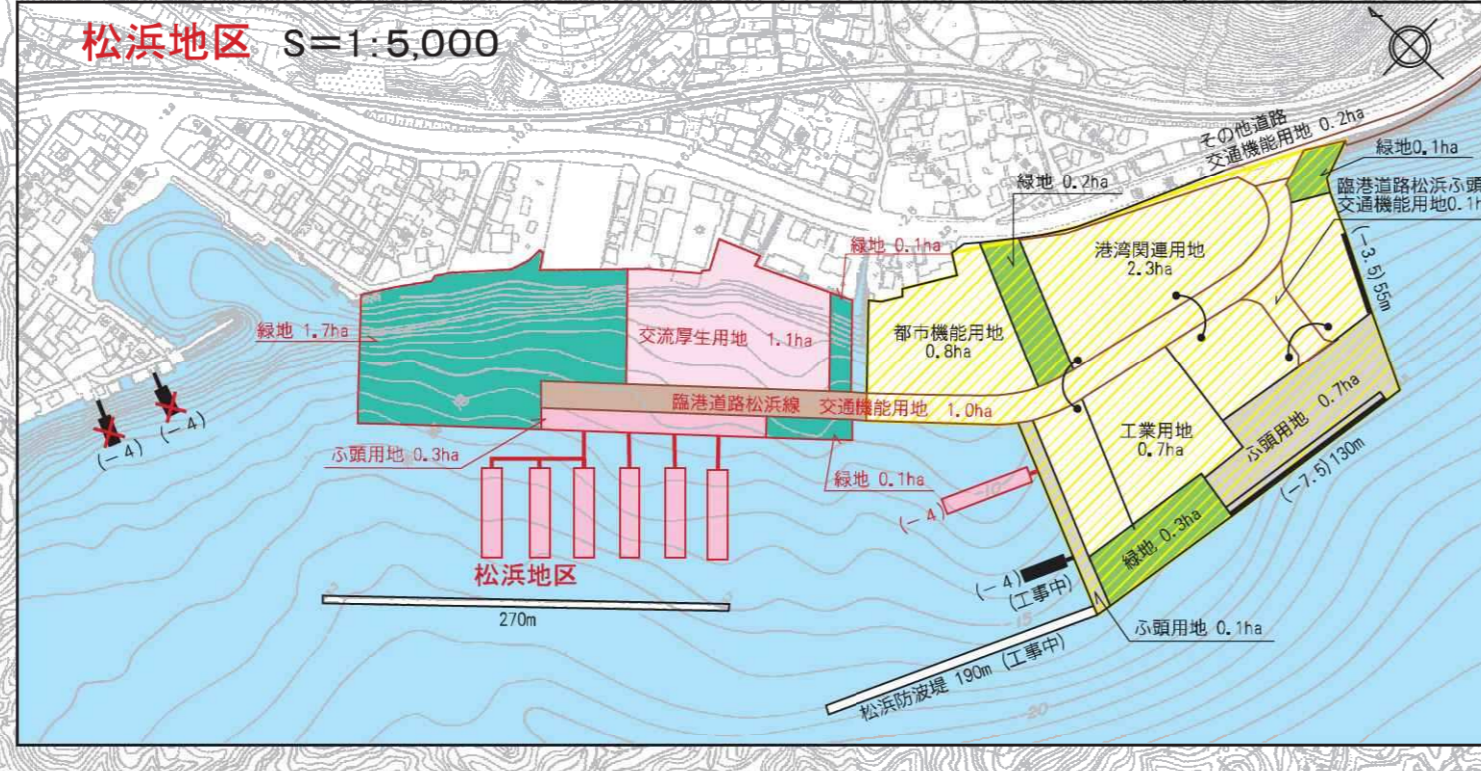 松浜地区 S=1:5,000
その他道路
交通機能用地 0.2ha
緑地0.1ha
緑地 0.2ha
臨港道路松浜ふ頭
交通機能用地0.1h
港湾関連用地
2.3ha
(-3.5)55m
緑地 0.1ha
緑地 1.7ha
交流厚生用地 1.1ha
都市機能用地
0.8ha
臨港道路松浜線 交通機能用地 1.0ha
工業用地
0.7ha
ふ頭用地 0.7ha
(-7.5)130m
(-4)
(-4)
ふ頭用地 0.3ha
緑地 0.1ha
-10
(-4)
緑地 0.3ha
松浜地区
270m
(-4)
(工事中)
-15
ふ頭用地 0.1ha
松浜防波堤 190m (工事中)
-20